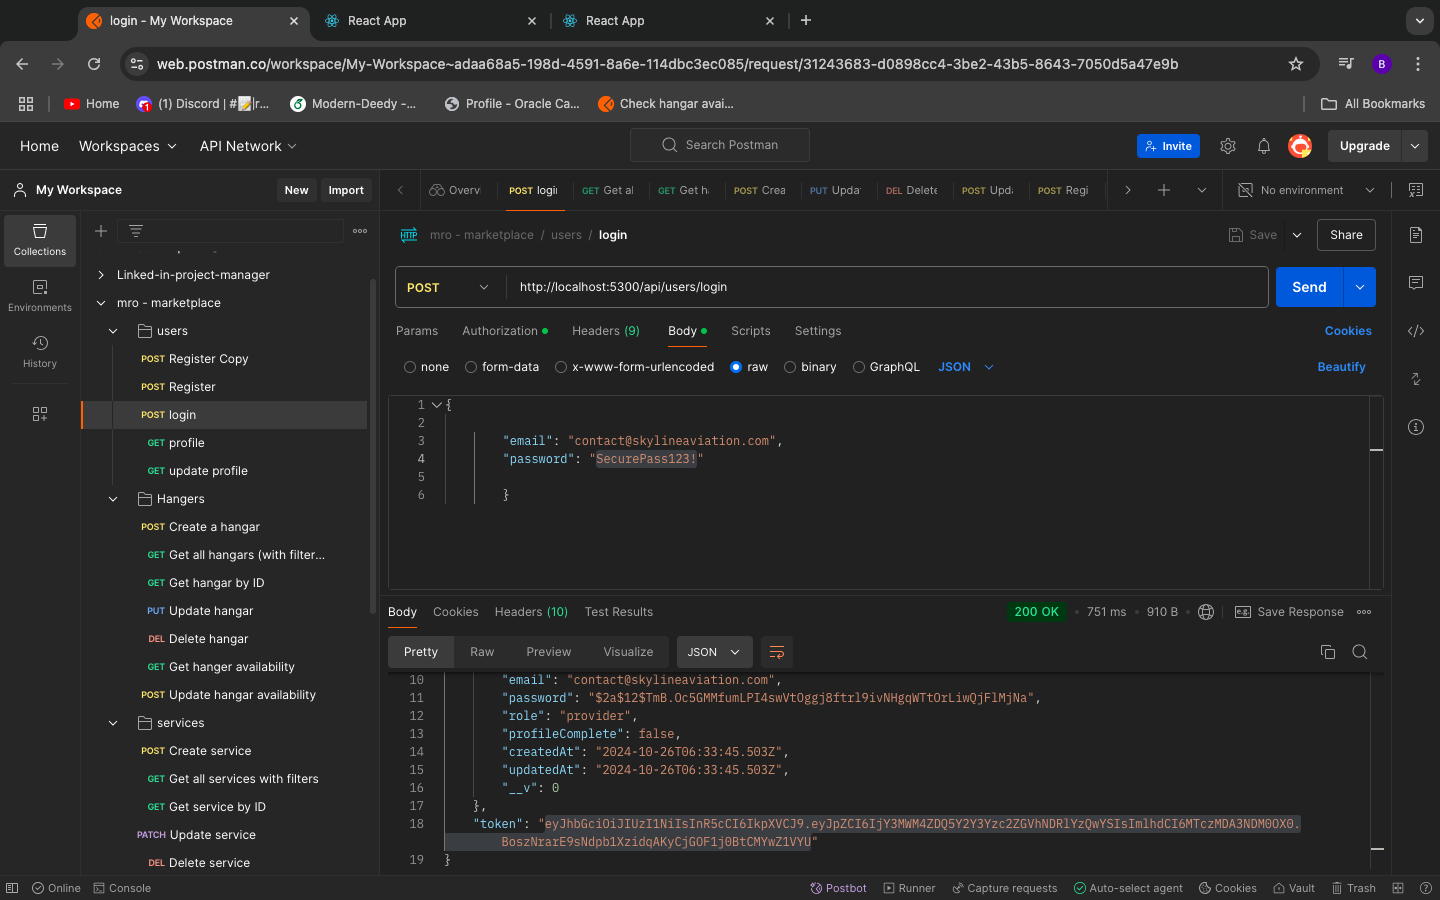 login - My Workspace
React App
React App
web.postman.co/workspace/My-Workspace~adaa68a5-198d-4591-8a6e-114dbc3ec085/request/31243683-d0898cc4-3be2-43b5-8643-7050d5a47e9b
B
Home
(1) Discord | #📝|r...
Modern-Deedy -...
Profile - Oracle Ca...
Check hangar avai...
All Bookmarks
Home
Workspaces
API Network
Search Postman
Invite
Upgrade
My Workspace
New
Import
Overvi
POST login
GET Get al
GET Get ha
POST Crea
PUT Updat
DEL Delete
POST Upda
POST Regi
No environment
Collections
Environments
History
Linked-in-project-manager
mro - marketplace
users
POST Register Copy
POST Register
POST login
GET profile
GET update profile
Hangers
POST Create a hangar
GET Get all hangars (with filter...
GET Get hangar by ID
PUT Update hangar
DEL Delete hangar
GET Get hanger availability
POST Update hangar availability
services
POST Create service
GET Get all services with filters
GET Get service by ID
PATCH Update service
DEL Delete service
HTTP mro - marketplace / users / login
Save
Share
POST
http://localhost:5300/api/users/login
Send
Params
Authorization
Headers (9)
Body
Scripts
Settings
Cookies
none
form-data
x-www-form-urlencoded
raw
binary
GraphQL
JSON
Beautify
1 {
2
3 "email": "contact@skylineaviation.com",
4 "password": "SecurePass123!"
5
6 }
Body
Cookies
Headers (10)
Test Results
200 OK
751 ms
910 B
e.g. Save Response
Pretty
Raw
Preview
Visualize
JSON
10 "email": "contact@skylineaviation.com",
11 "password": "$2a$12$TmB.Oc5GMMfumLPI4swVtOggj8ftrl9ivNHgqWTtOrLiwQjFlMjNa",
12 "role": "provider",
13 "profileComplete": false,
14 "createdAt": "2024-10-26T06:33:45.503Z",
15 "updatedAt": "2024-10-26T06:33:45.503Z",
16 "__v": 0
17 },
18 "token": "eyJhbGciOiJIUzI1NiIsInR5cCI6IkpXVCJ9.eyJpZCI6IjY3MWM4ZDQ5Y2Y3Yzc2ZGVhNDRlYzQwYSIsImlhdCI6MTczMDA3NDM0OX0.
BoszNrarE9sNdpb1XzidqAKyCjGOF1j0BtCMYwZ1VYU"
19 }
Online
Console
Postbot
Runner
Capture requests
Auto-select agent
Cookies
Vault
Trash